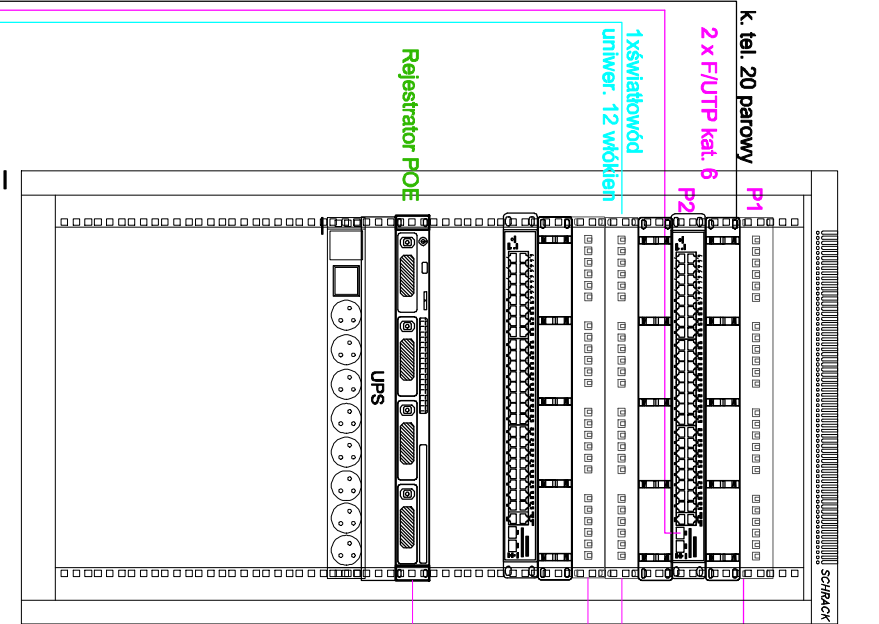 k. tel. 20 parowy
P1
2 x F/UTP kat. 6
P2
1xświatłowód
uniwer. 12 włókien
Rejestrator POE
UPS
SCHRACK